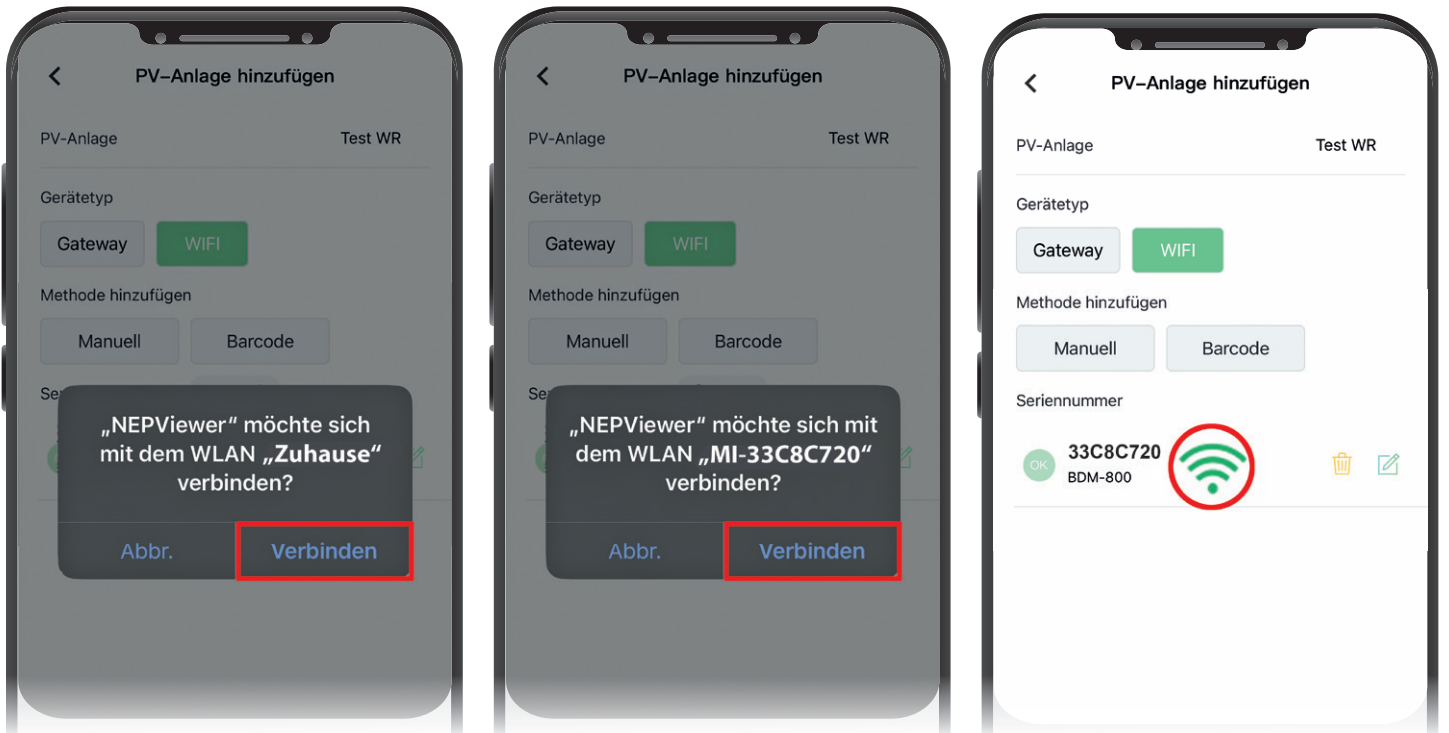 PV–Anlage hinzufügen
PV-Anlage Test WR
Gerätetyp
Gateway WIFI
Methode hinzufügen
Manuell Barcode
Se
„NEPViewer“ möchte sich
mit dem WLAN „Zuhause“
verbinden?
Abbr. Verbinden
PV–Anlage hinzufügen
PV-Anlage Test WR
Gerätetyp
Gateway WIFI
Methode hinzufügen
Manuell Barcode
Se
„NEPViewer“ möchte sich mit
dem WLAN „MI-33C8C720“
verbinden?
Abbr. Verbinden
PV–Anlage hinzufügen
PV-Anlage Test WR
Gerätetyp
Gateway WIFI
Methode hinzufügen
Manuell Barcode
Seriennummer
OK 33C8C720
BDM-800